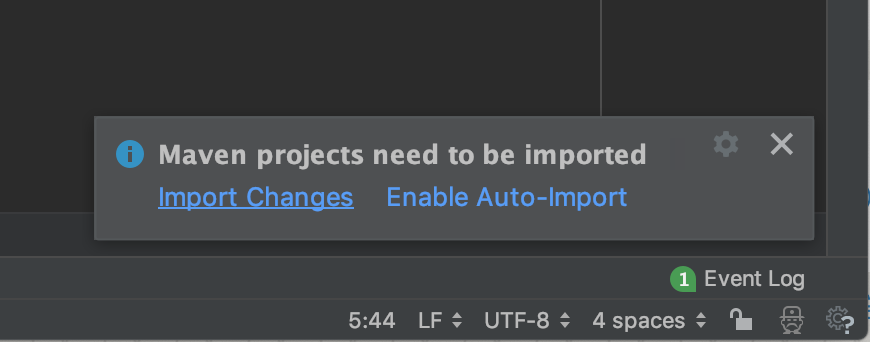 Maven projects need to be imported
Import Changes Enable Auto-Import
1 Event Log
5:44 LF UTF-8 4 spaces